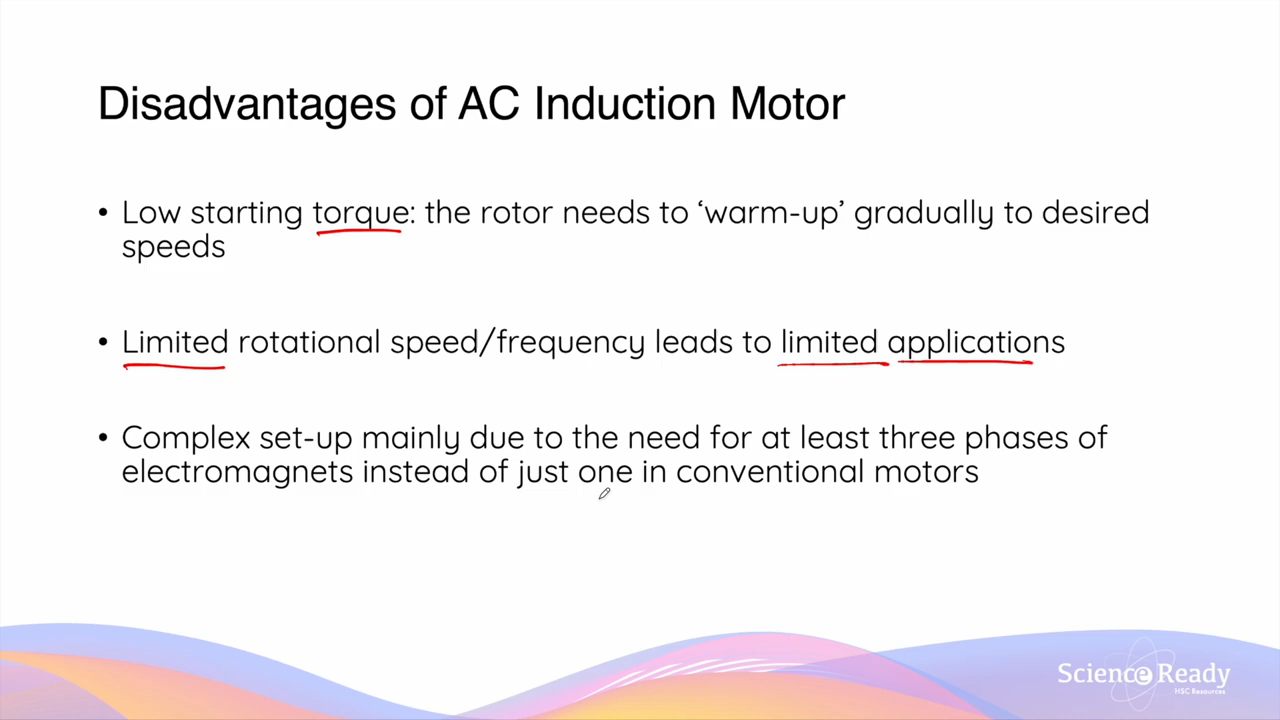 Disadvantages of AC Induction Motor
• Low starting torque: the rotor needs to ‘warm-up’ gradually to desired
speeds
• Limited rotational speed/frequency leads to limited applications
• Complex set-up mainly due to the need for at least three phases of
electromagnets instead of just one in conventional motors
Science Ready
HSC Resources